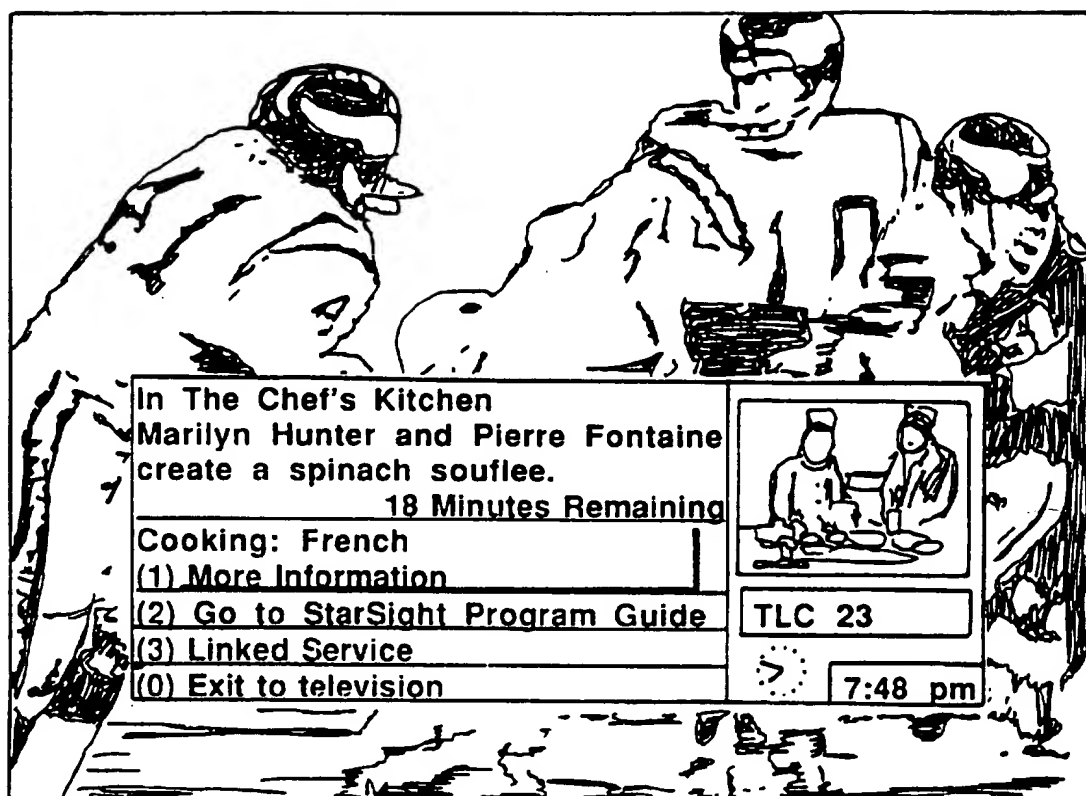 In The Chef's Kitchen
Marilyn Hunter and Pierre Fontaine
create a spinach souflee.
18 Minutes Remaining
Cooking: French
(1) More Information
(2) Go to StarSight Program Guide
(3) Linked Service
(0) Exit to television
TLC 23
7:48 pm